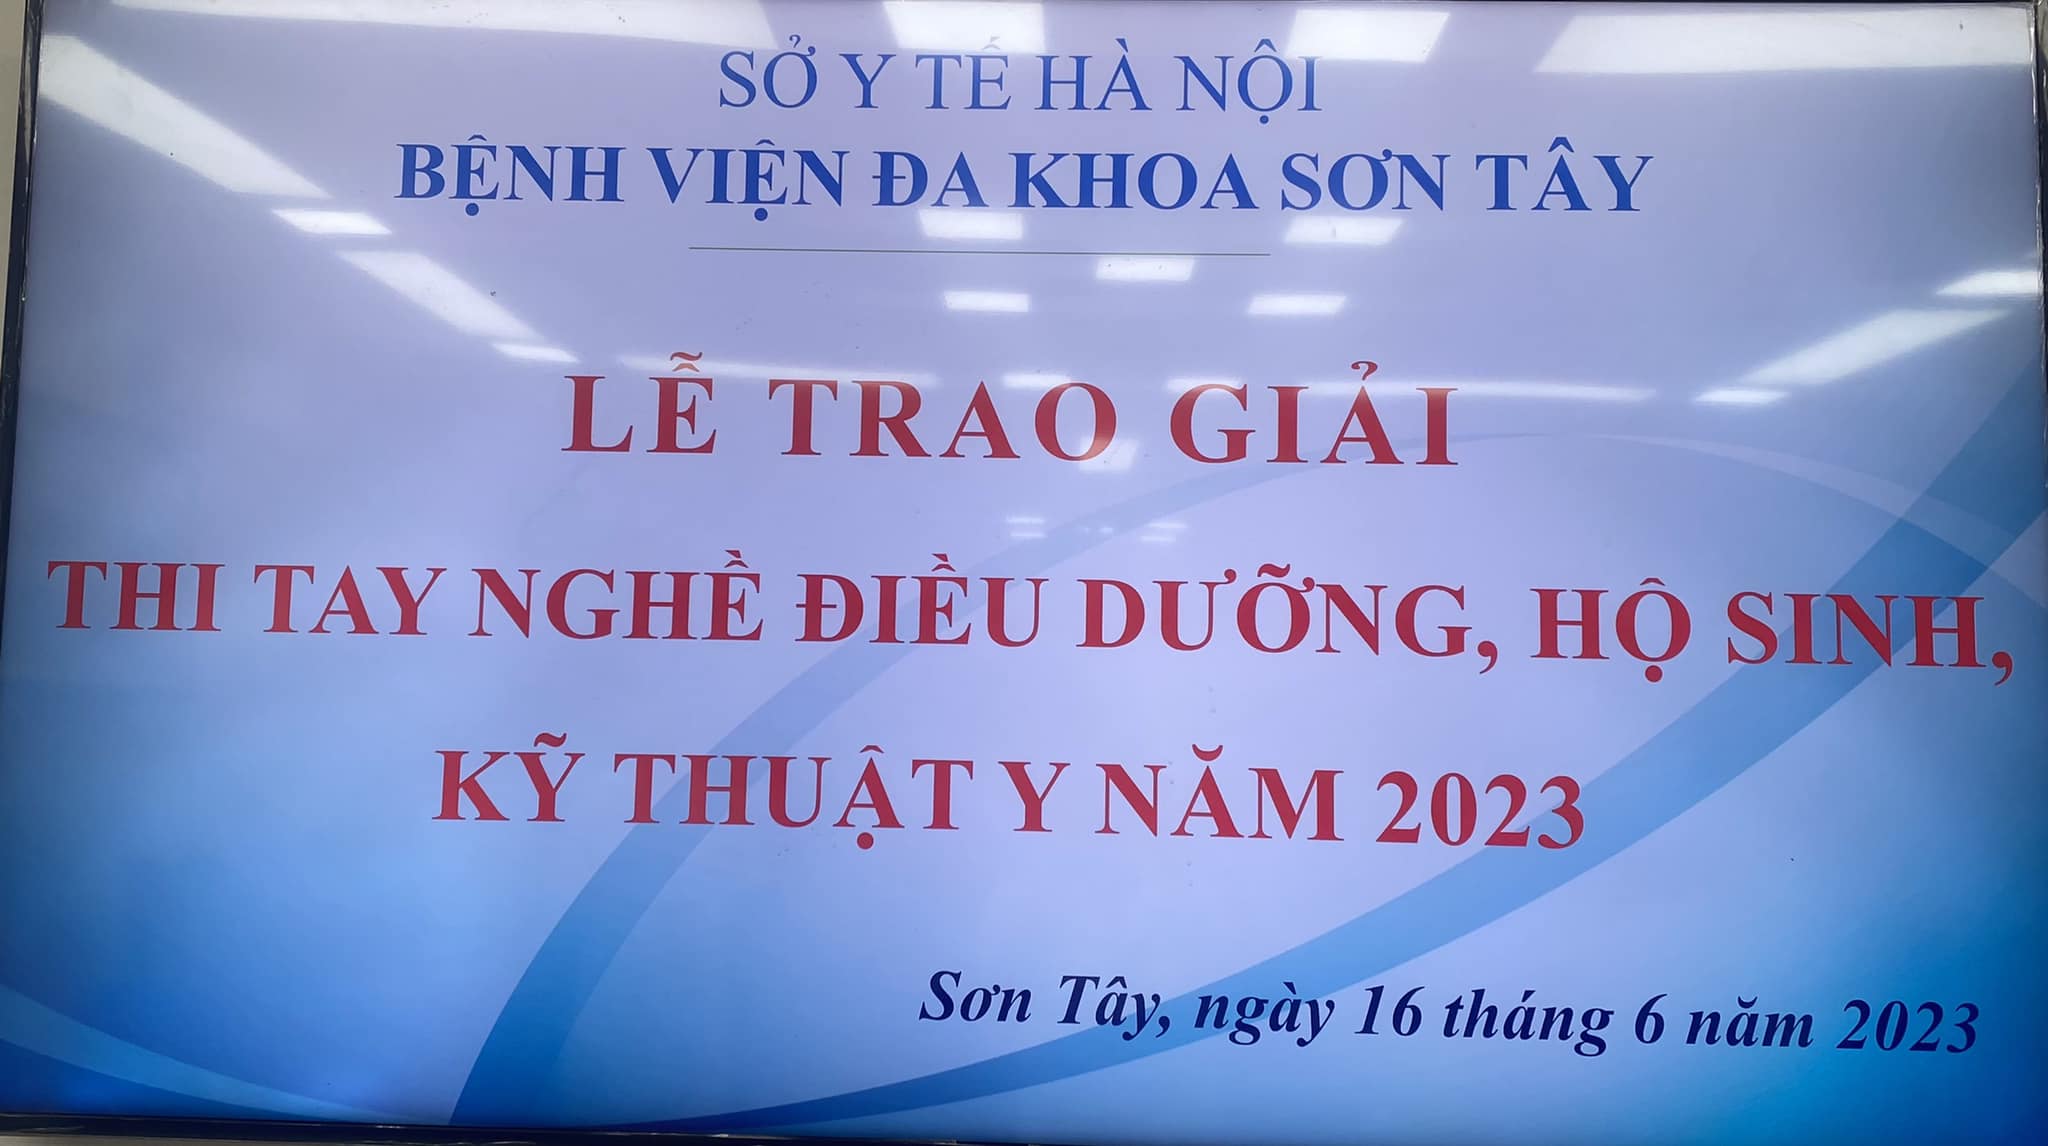 SỞ Y TẾ HÀ NỘI
BỆNH VIỆN ĐA KHOA SƠN TÂY
LỄ TRAO GIẢI
THI TAY NGHỀ ĐIỀU DƯỠNG, HỘ SINH,
KỸ THUẬT Y NĂM 2023
Sơn Tây, ngày 16 tháng 6 năm 2023